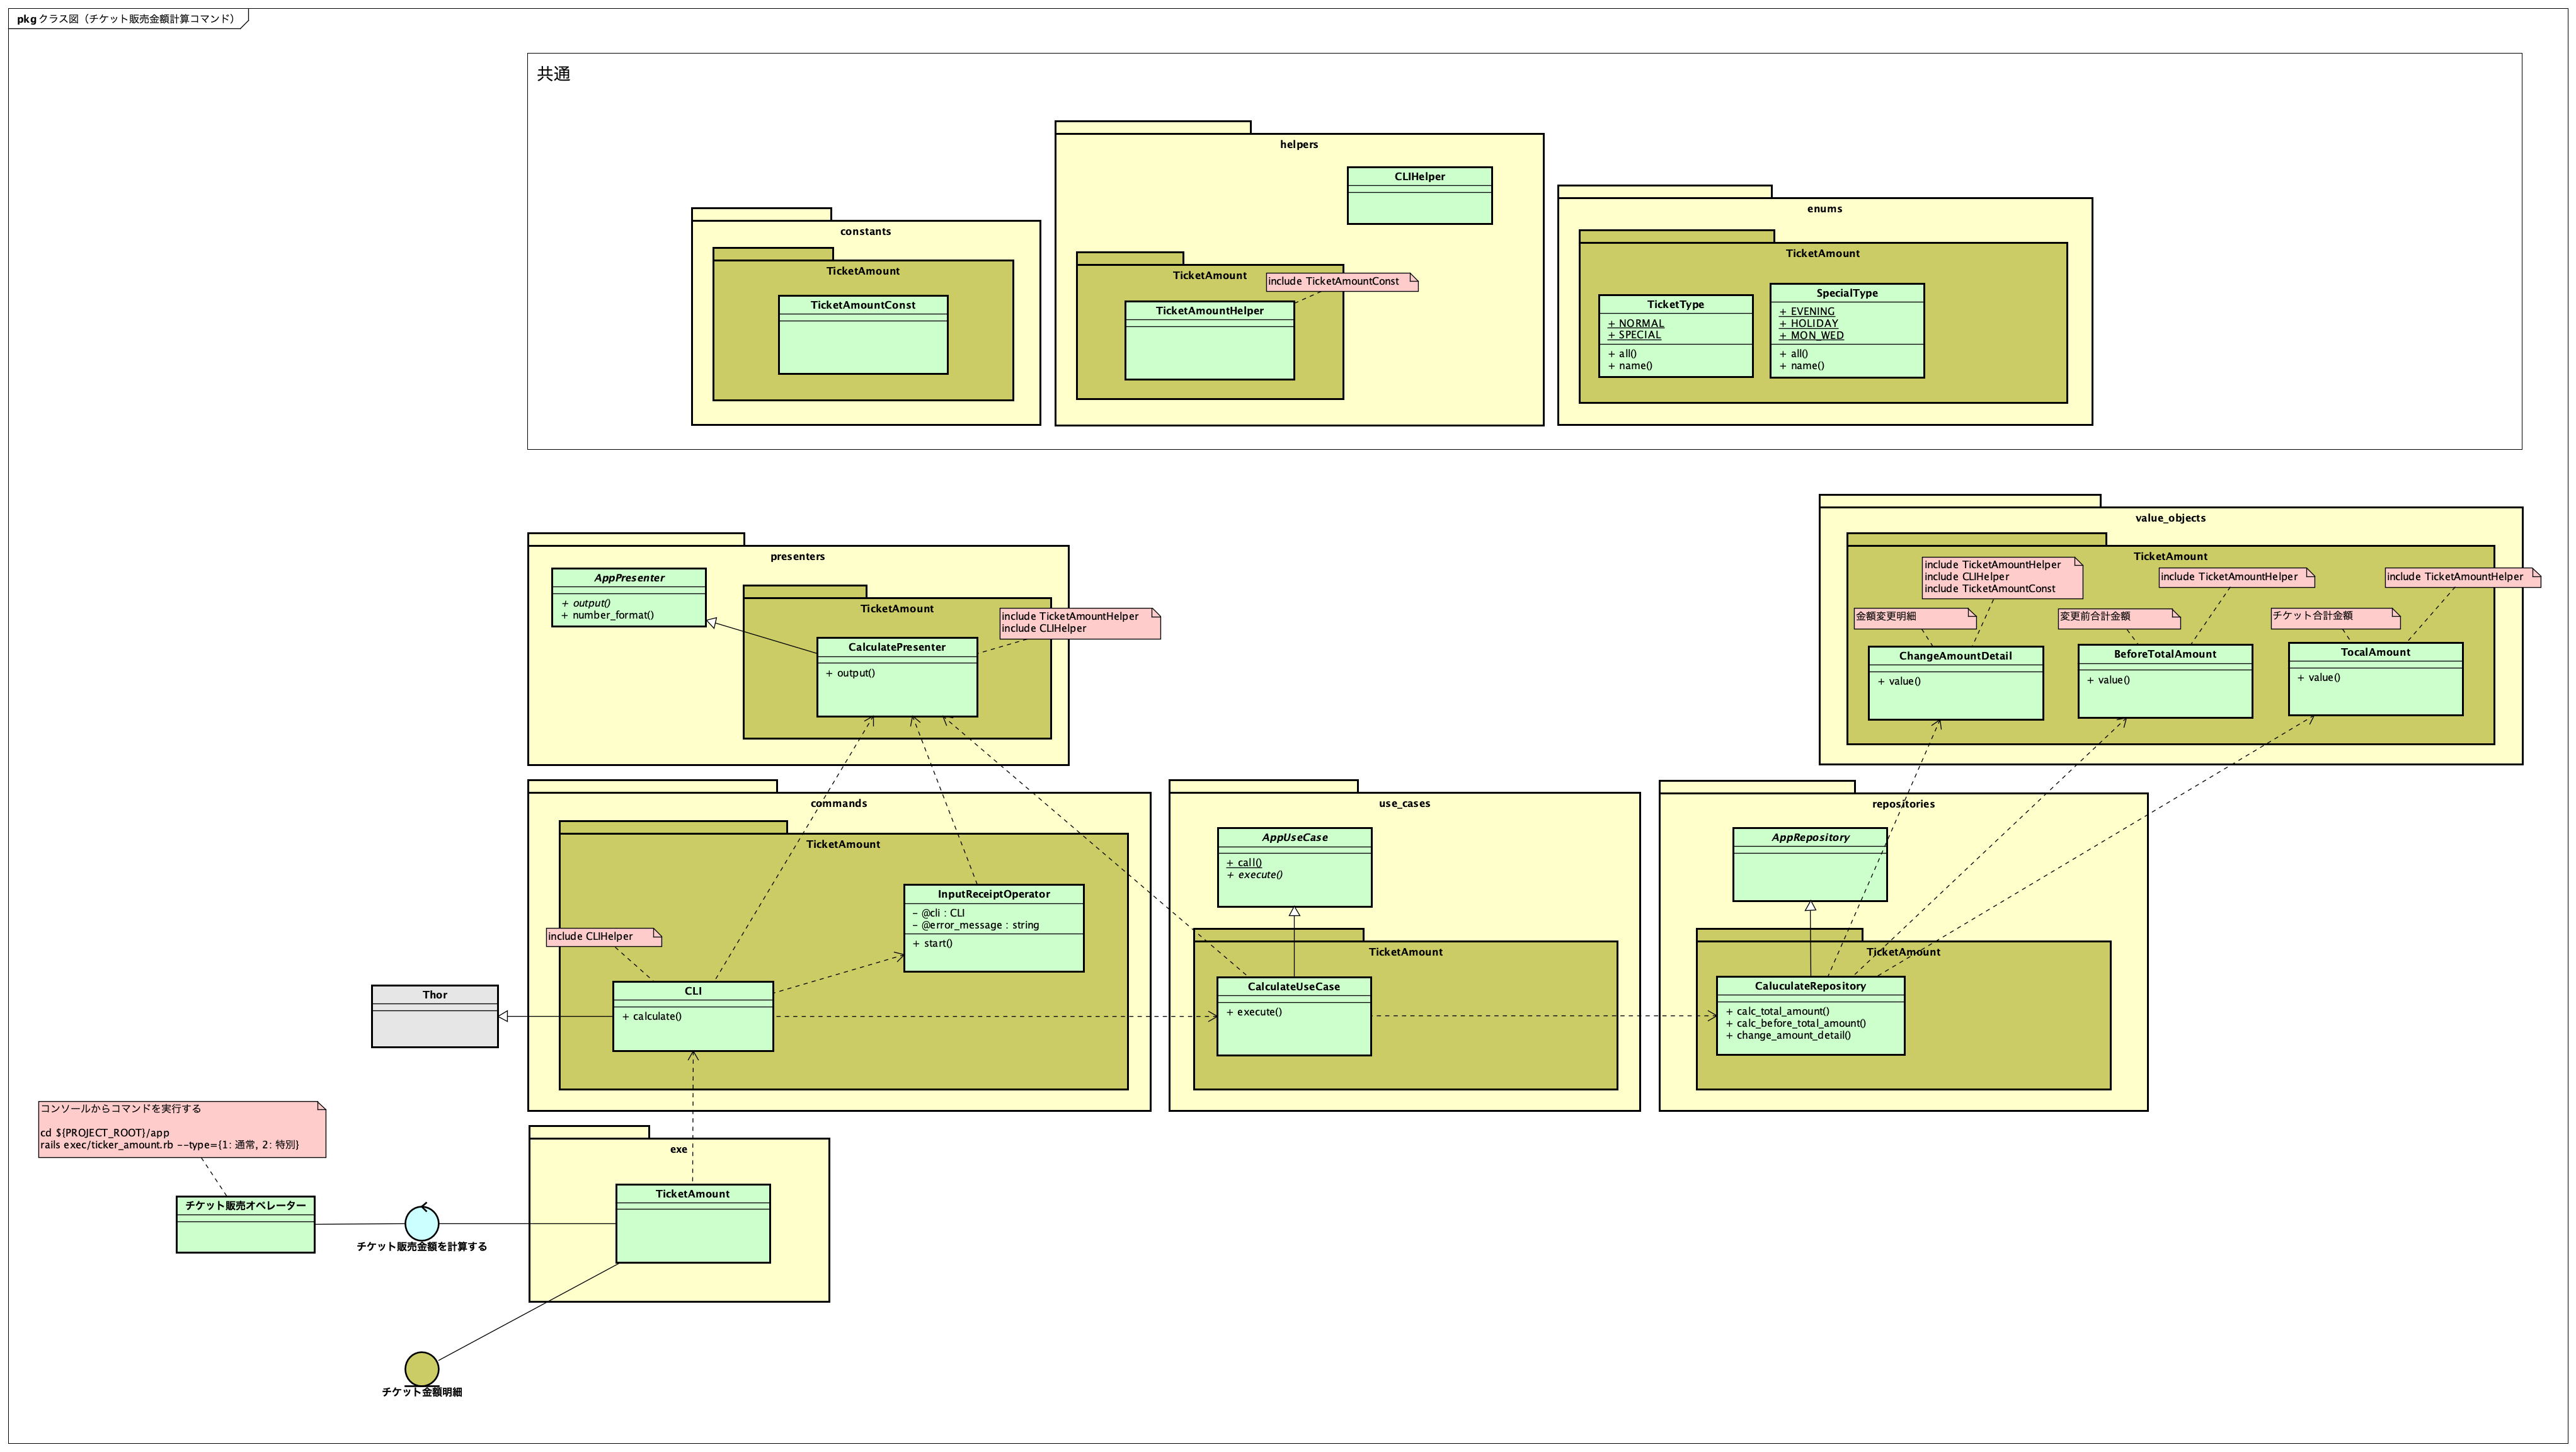 pkg クラス図（チケット販売金額計算コマンド）
共通
constants
TicketAmount
TicketAmountConst
helpers
CLIHelper
TicketAmount
include TicketAmountConst
TicketAmountHelper
enums
TicketAmount
TicketType
+ NORMAL
+ SPECIAL
+ all()
+ name()
SpecialType
+ EVENING
+ HOLIDAY
+ MON_WED
+ all()
+ name()
presenters
AppPresenter
+ output()
+ number_format()
TicketAmount
include TicketAmountHelper
include CLIHelper
CalculatePresenter
+ output()
value_objects
TicketAmount
include TicketAmountHelper
include CLIHelper
include TicketAmountConst
include TicketAmountHelper
include TicketAmountHelper
金額変更明細
変更前合計金額
チケット合計金額
ChangeAmountDetail
+ value()
BeforeTotalAmount
+ value()
TocalAmount
+ value()
commands
TicketAmount
InputReceiptOperator
- @cli : CLI
- @error_message : string
+ start()
include CLIHelper
CLI
+ calculate()
Thor
use_cases
AppUseCase
+ call()
+ execute()
TicketAmount
CalculateUseCase
+ execute()
repositories
AppRepository
TicketAmount
CaluculateRepository
+ calc_total_amount()
+ calc_before_total_amount()
+ change_amount_detail()
コンソールからコマンドを実行する
cd ${PROJECT_ROOT}/app
rails exec/ticker_amount.rb --type={1: 通常, 2: 特別}
exe
TicketAmount
チケット販売オペレーター
チケット販売金額を計算する
チケット金額明細